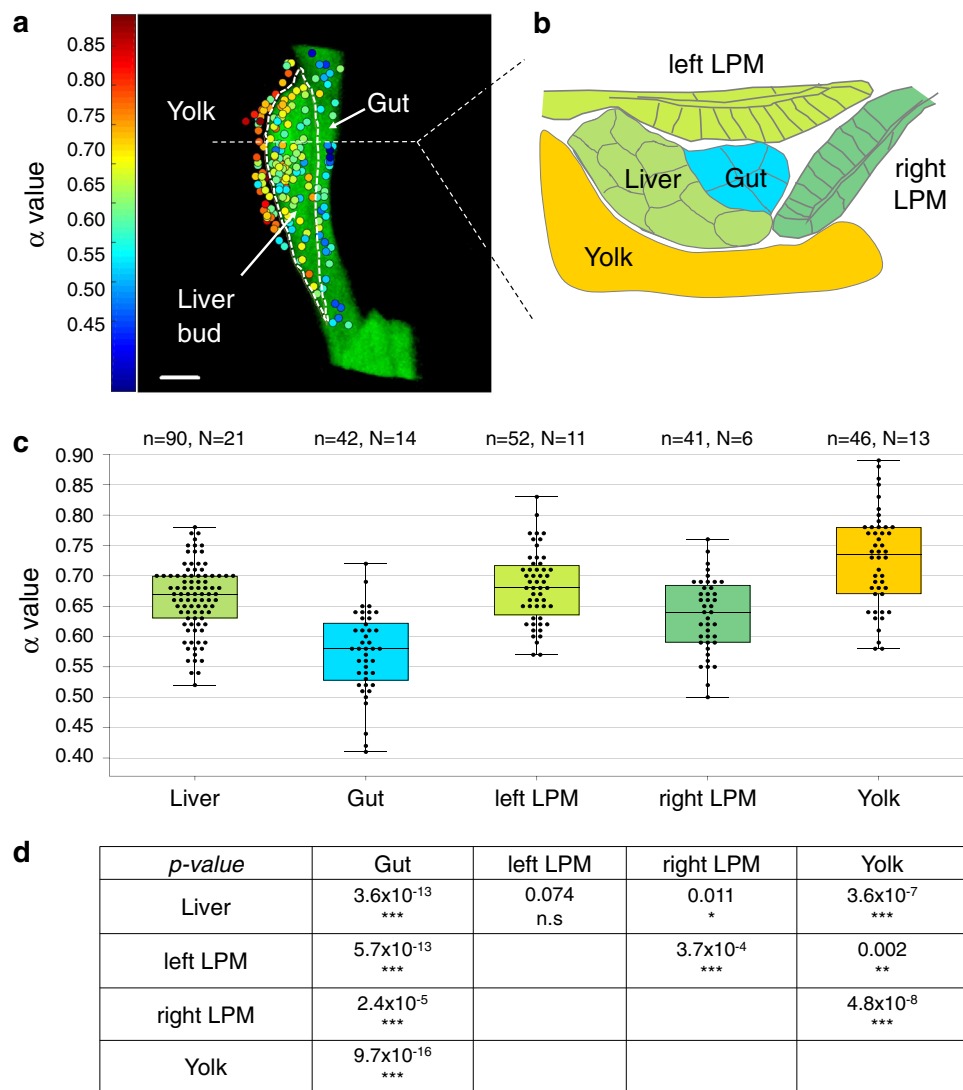 a
0.85
0.80
0.75
0.70
0.65
0.60
0.55
0.50
0.45
α value
Yolk
Gut
Liver
bud
b
left LPM
Liver
Gut
right
LPM
Yolk
c
n=90, N=21 n=42, N=14 n=52, N=11 n=41, N=6 n=46, N=13
0.90
0.85
0.80
0.75
0.70
0.65
0.60
0.55
0.50
0.45
0.40
α value
Liver Gut left LPM right LPM Yolk
d
p-value Gut left LPM right LPM Yolk
Liver 3.6x10⁻¹³ 0.074 0.011 3.6x10⁻⁷
*** n.s * ***
left LPM 5.7x10⁻¹³ 3.7x10⁻⁴ 0.002
*** *** **
right LPM 2.4x10⁻⁵ 4.8x10⁻⁸
*** ***
Yolk 9.7x10⁻¹⁶
***